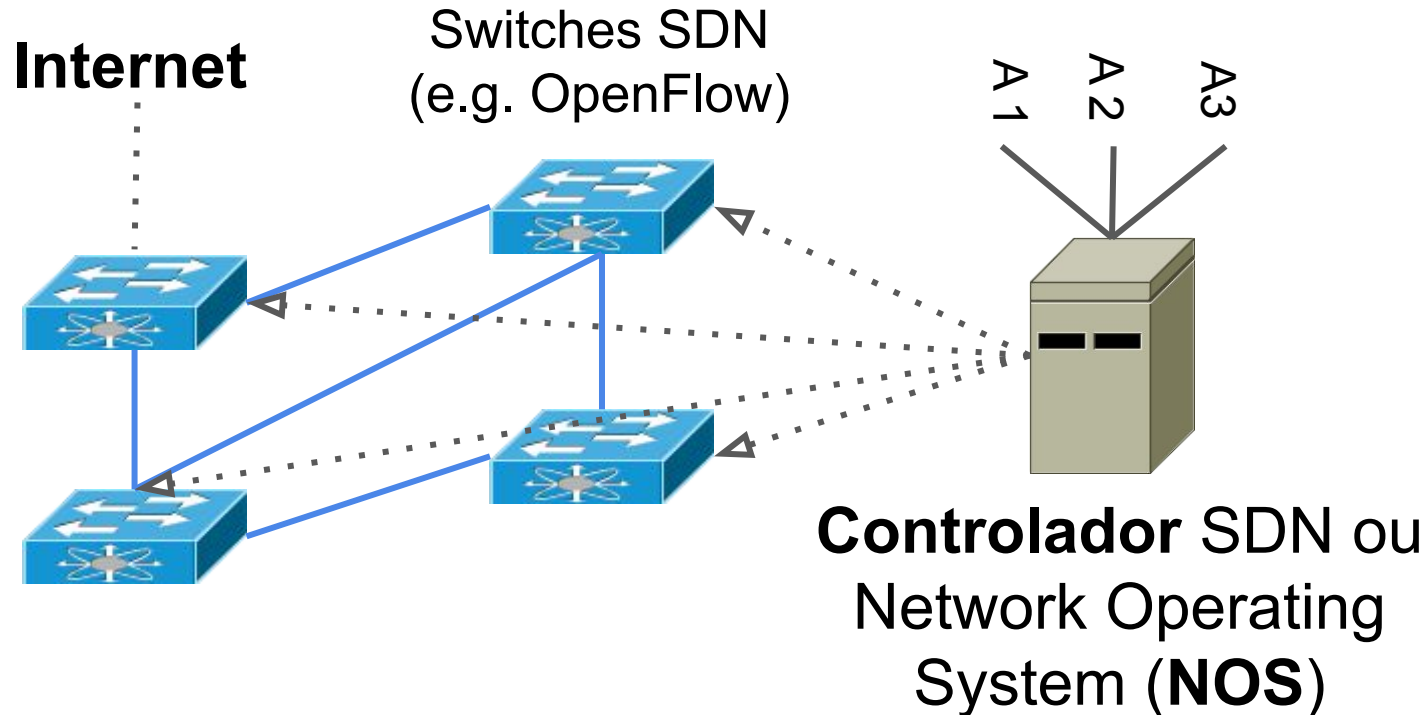 Internet
Switches SDN
(e.g. OpenFlow)
A 1
A 2
A3
Controlador SDN ou
Network Operating
System (NOS)